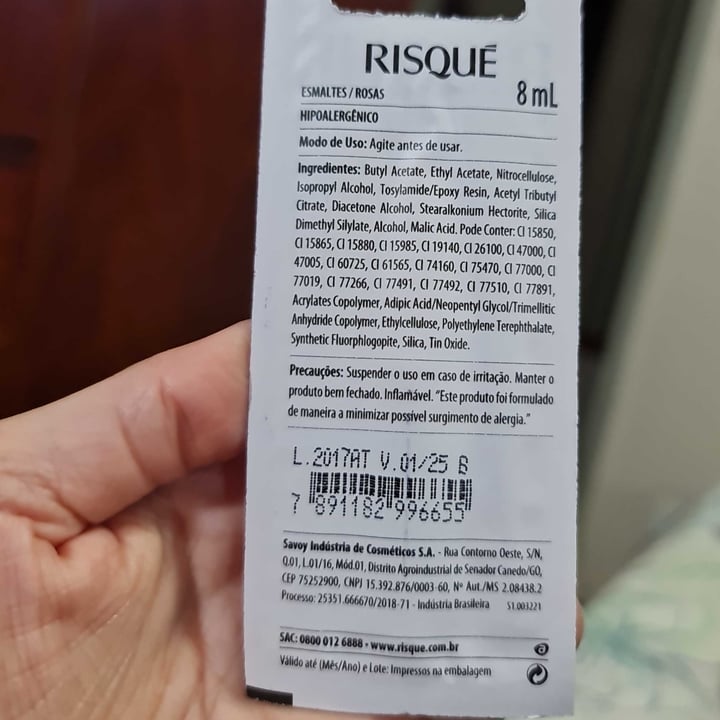 RISQUÉ
ESMALTES / ROSAS 8 mL
HIPOALERGÊNICO
Modo de Uso: Agite antes de usar.
Ingredientes: Butyl Acetate, Ethyl Acetate, Nitrocellulose,
Isopropyl Alcohol, Tosylamide/Epoxy Resin, Acetyl Tributyl
Citrate, Diacetone Alcohol, Stearalkonium Hectorite, Silica
Dimethyl Silylate, Alcohol, Malic Acid. Pode Conter: CI 15850,
CI 15865, CI 15880, CI 15985, CI 19140, CI 26100, CI 47000, CI
47005, CI 60725, CI 61565, CI 74160, CI 75470, CI 77000, CI
77019, CI 77266, CI 77491, CI 77492, CI 77510, CI 77891,
Acrylates Copolymer, Adipic Acid/Neopentyl Glycol/Trimellitic
Anhydride Copolymer, Ethylcellulose, Polyethylene Terephthalate,
Synthetic Fluorphlogopite, Silica, Tin Oxide.
Precauções: Suspender o uso em caso de irritação. Manter o
produto bem fechado. Inflamável. “Este produto foi formulado
de maneira a minimizar possível surgimento de alergia.”
L.2017AT V.01/25 B
7 891182 996655
Savoy Indústria de Cosméticos S.A. - Rua Contorno Oeste, S/N,
Q.01, L.01/16, Mód.01, Distrito Agroindustrial de Senador Canedo/GO,
CEP 75252900, CNPJ 15.392.876/0003-60, Nº Aut./MS 2.08438.2
Processo: 25351.666670/2018-71 - Indústria Brasileira S1.003221
SAC: 0800 012 6888 • www.risque.com.br
Válido até (Mês/Ano) e Lote: Impressos na embalagem